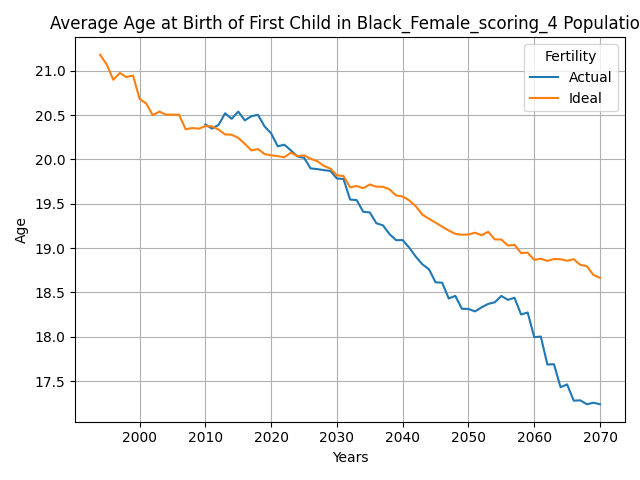 Average Age at Birth of First Child in Black_Female_scoring_4 Populatio
Fertility
Actual
Ideal
21.0
20.5
20.0
19.5
19.0
18.5
18.0
17.5
Age
2000 2010 2020 2030 2040 2050 2060 2070
Years